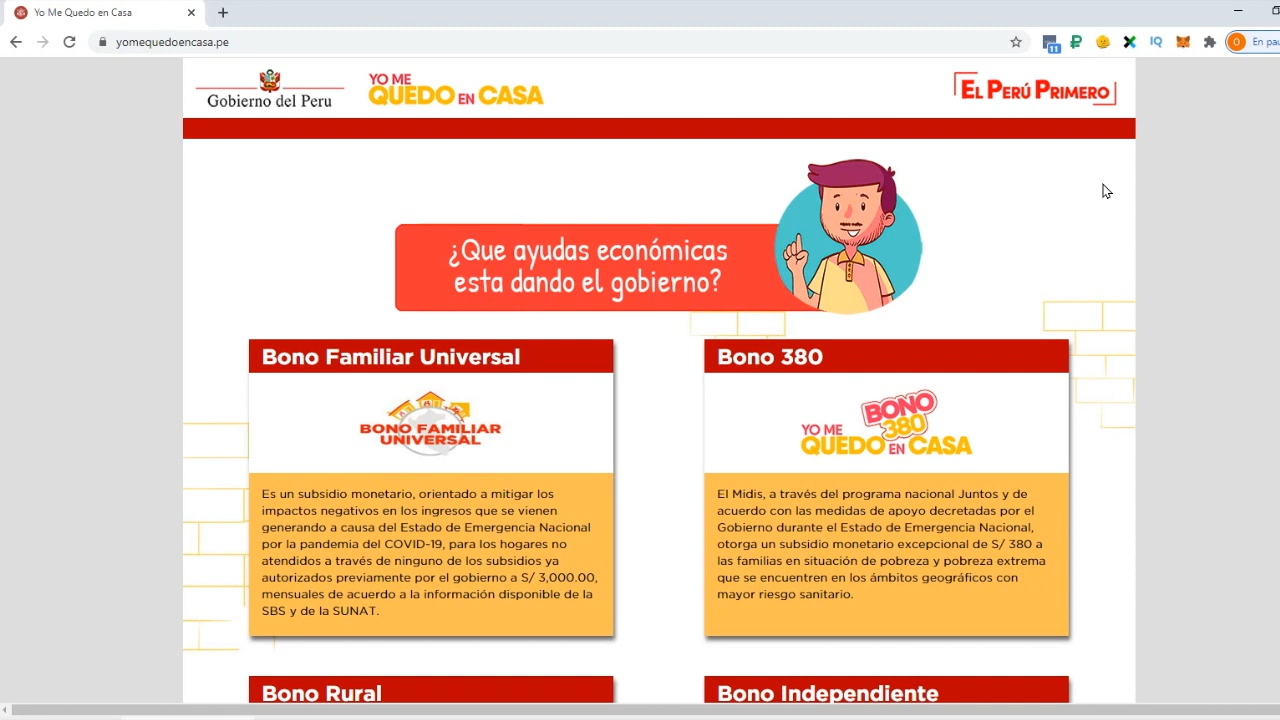 Yo Me Quedo en Casa
yomequedoencasa.pe
11
IQ
O
En pau
Gobierno del Peru
YO ME
QUEDO EN CASA
EL PERÚ PRIMERO
¿Que ayudas económicas
esta dando el gobierno?
Bono Familiar Universal
BONO FAMILIAR
UNIVERSAL
Es un subsidio monetario, orientado a mitigar los
impactos negativos en los ingresos que se vienen
generando a causa del Estado de Emergencia Nacional
por la pandemia del COVID-19, para los hogares no
atendidos a través de ninguno de los subsidios ya
autorizados previamente por el gobierno a S/ 3,000.00,
mensuales de acuerdo a la información disponible de la
SBS y de la SUNAT.
Bono 380
BONO
380
YO ME
QUEDO EN CASA
El Midis, a través del programa nacional Juntos y de
acuerdo con las medidas de apoyo decretadas por el
Gobierno durante el Estado de Emergencia Nacional,
otorga un subsidio monetario excepcional de S/ 380 a
las familias en situación de pobreza y pobreza extrema
que se encuentren en los ámbitos geográficos con
mayor riesgo sanitario.
Bono Rural
Bono Independiente